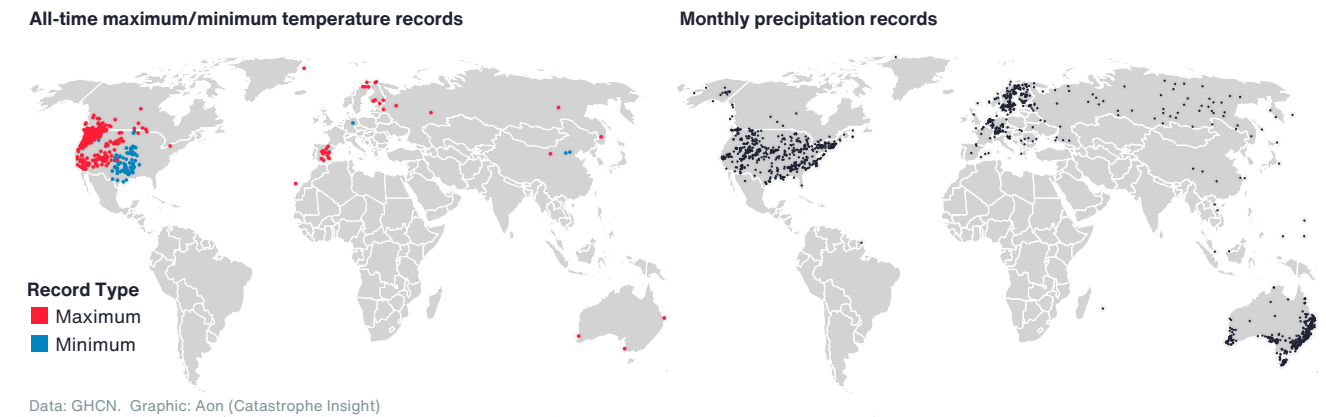 All-time maximum/minimum temperature records
Monthly precipitation records
Record Type
Maximum
Minimum
Data: GHCN.  Graphic: Aon (Catastrophe Insight)